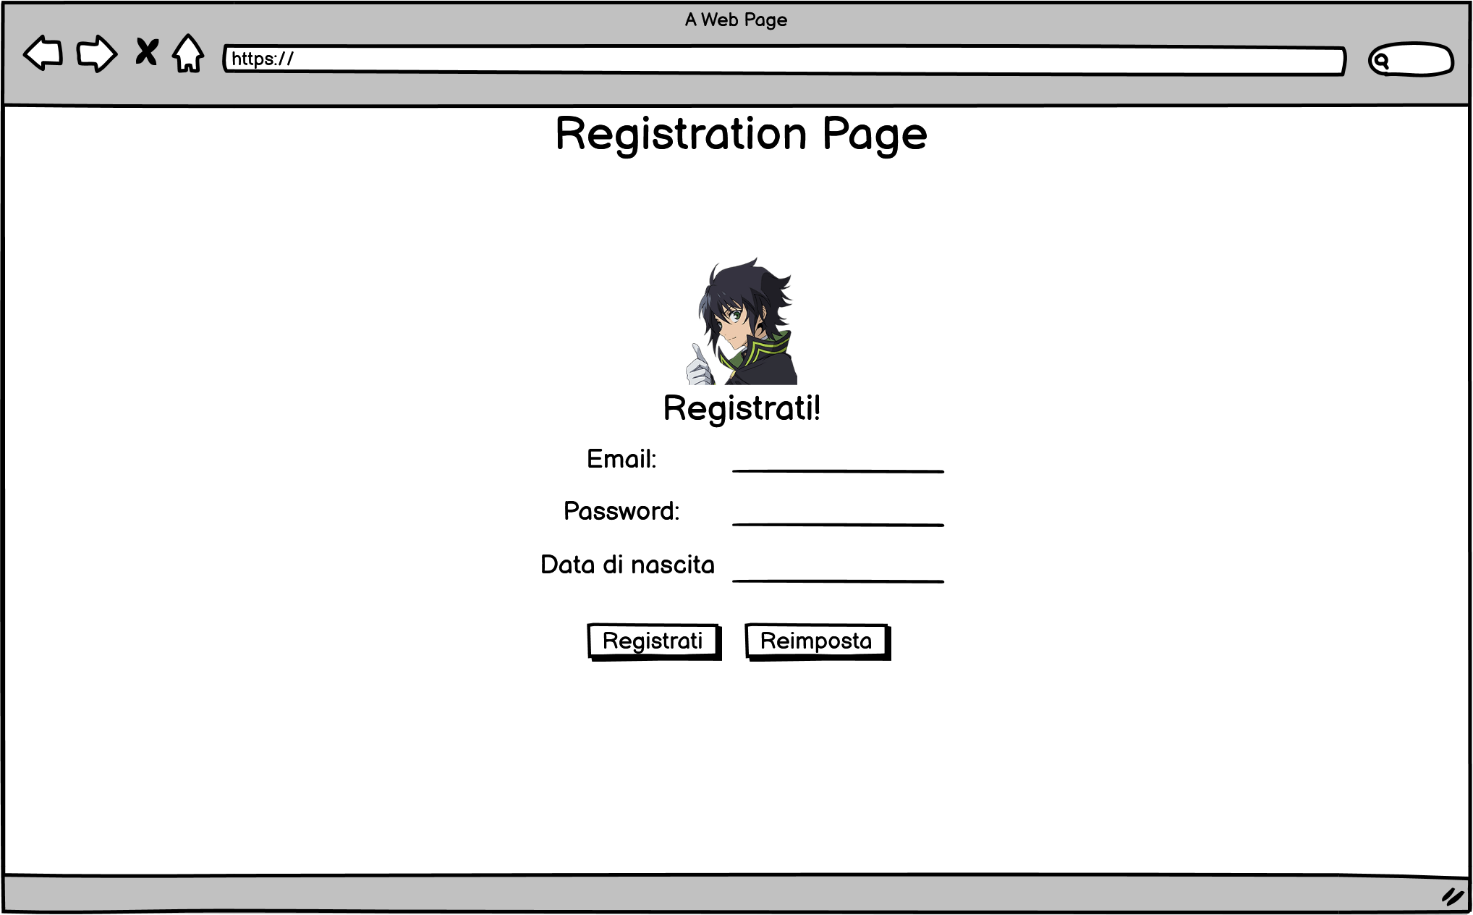 A Web Page
https://
Registration Page
Registrati!
Email:
Password:
Data di nascita
Registrati
Reimposta